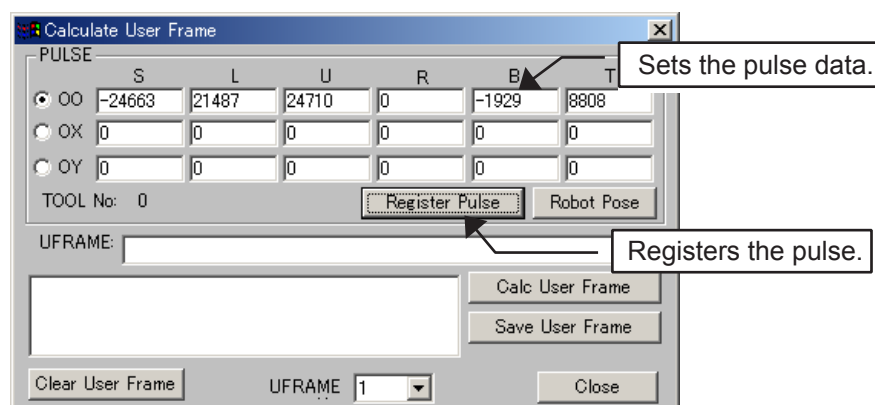 Calculate User Frame
PULSE
S L U R B T
Sets the pulse data.
OO -24663 21487 24710 0 -1929 8808
OX 0 0 0 0 0 0
OY 0 0 0 0 0 0
TOOL No: 0 Register Pulse Robot Pose
UFRAME:
Registers the pulse.
Calc User Frame
Save User Frame
Clear User Frame UFRAME 1 Close